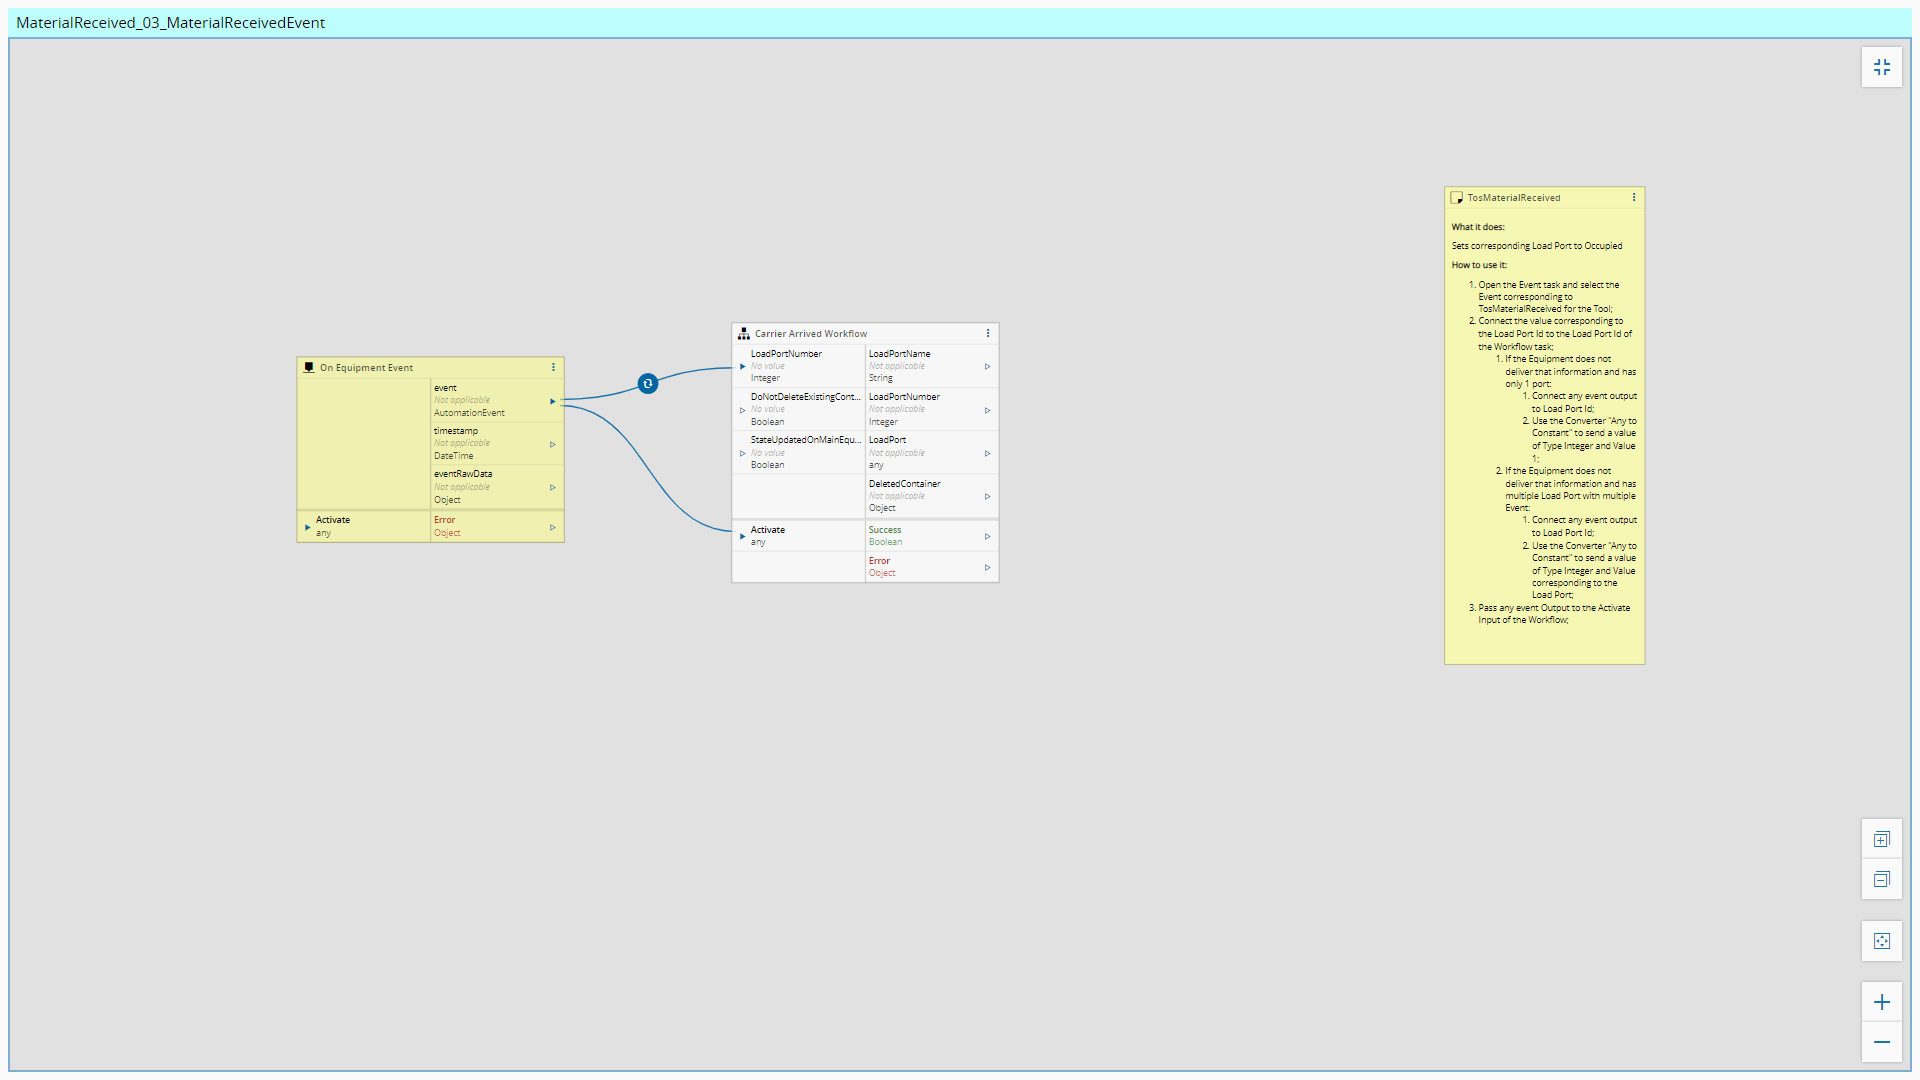 MaterialReceived_03_MaterialReceivedEvent
On Equipment Event
event
Not applicable
AutomationEvent
timestamp
Not applicable
DateTime
eventRawData
Not applicable
Object
Activate
any
Error
Object
Carrier Arrived Workflow
LoadPortNumber
No value
Integer
LoadPortName
Not applicable
String
DoNotDeleteExistingCont...
No value
Boolean
LoadPortNumber
Not applicable
Integer
StateUpdatedOnMainEqu...
No value
Boolean
LoadPort
Not applicable
any
DeletedContainer
Not applicable
Object
Activate
any
Success
Boolean
Error
Object
TosMaterialReceived
What it does:
Sets corresponding Load Port to Occupied
How to use it:
1. Open the Event task and select the
Event corresponding to
TosMaterialReceived for the Tool;
2. Connect the value corresponding to
the Load Port Id to the Load Port Id of
the Workflow task;
1. If the Equipment does not
deliver that information and has
only 1 port:
1. Connect any event output
to Load Port Id;
2. Use the Converter "Any to
Constant" to send a value
of Type Integer and Value
1;
2. If the Equipment does not
deliver that information and has
multiple Load Port with multiple
Event:
1. Connect any event output
to Load Port Id;
2. Use the Converter "Any to
Constant" to send a value
of Type Integer and Value
corresponding to the
Load Port;
3. Pass any event Output to the Activate
Input of the Workflow;